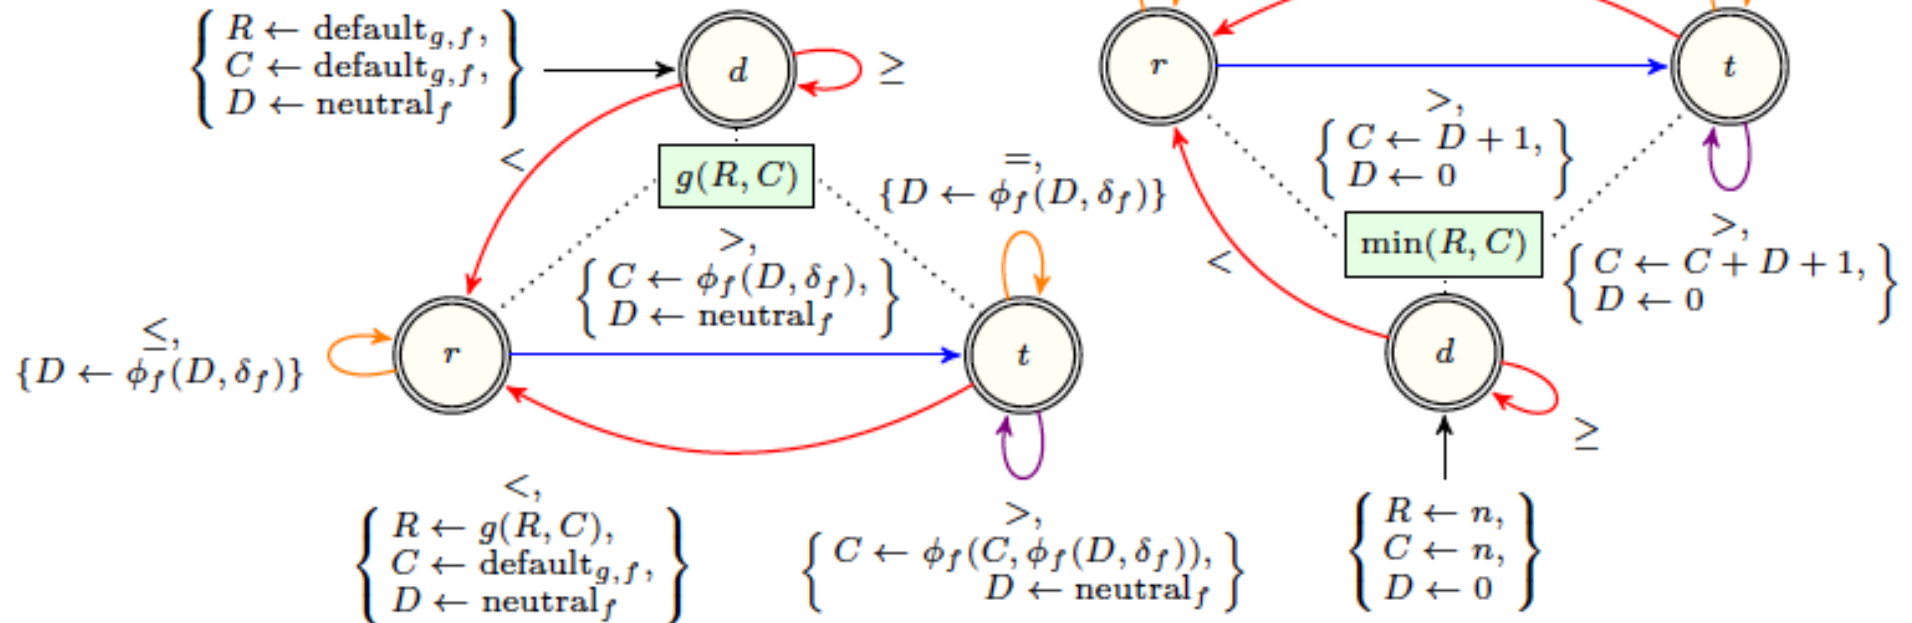 R ← default_{g,f},
C ← default_{g,f},
D ← neutral_f
d
≥
<
g(R, C)
=,
{D ← ϕ_f(D, δ_f)}
>,
C ← ϕ_f(D, δ_f),
D ← neutral_f
≤,
{D ← ϕ_f(D, δ_f)}
r
t
<,
R ← g(R, C),
C ← default_{g,f},
D ← neutral_f
>,
C ← ϕ_f(C, ϕ_f(D, δ_f)),
D ← neutral_f
r
t
>,
C ← D + 1,
D ← 0
min(R, C)
>,
C ← C + D + 1,
D ← 0
<
d
≥
R ← n,
C ← n,
D ← 0